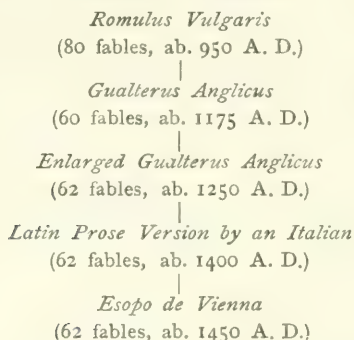 Romulus Vulgaris
(80 fables, ab. 950 A. D.)
Gualterus Anglicus
(60 fables, ab. 1175 A. D.)
Enlarged Gualterus Anglicus
(62 fables, ab. 1250 A. D.)
Latin Prose Version by an Italian
(62 fables, ab. 1400 A. D.)
Esopo de Vienna
(62 fables, ab. 1450 A. D.)